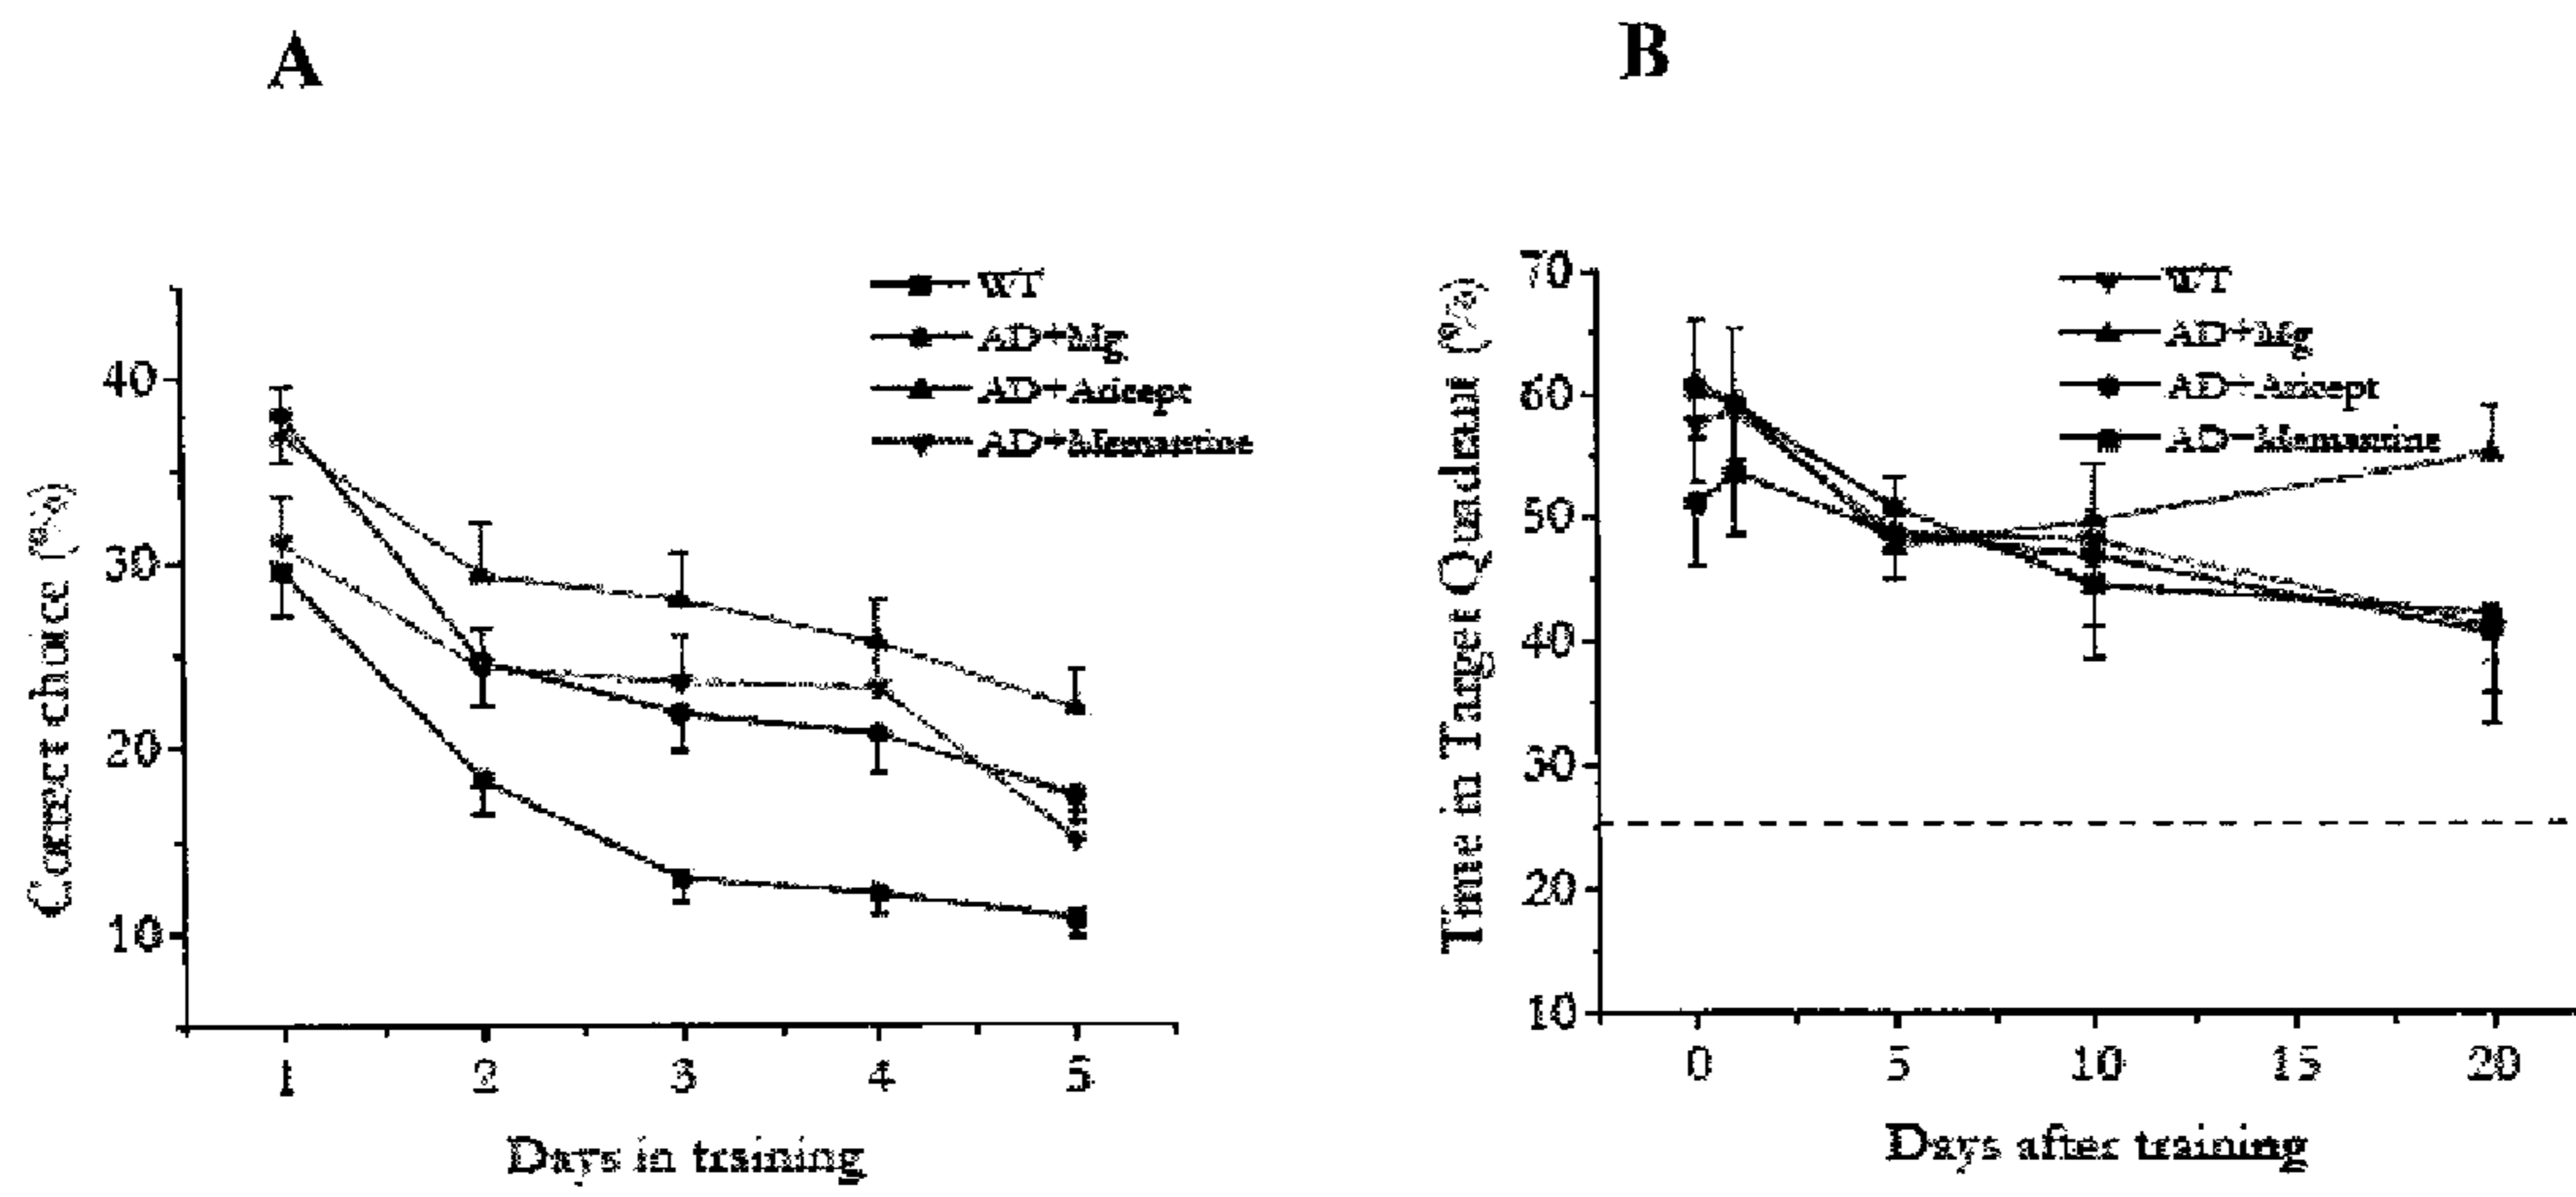 A
B
WT
AD+Mg
AD+Aricept
AD+Memantine
40
30
20
10
Correct choice (%)
1 2 3 4 5
Days in training
WT
AD+Mg
AD+Aricept
AD+Memantine
70
60
50
40
30
20
10
Time in Target Qundant (%)
0 5 10 15 20
Days after training